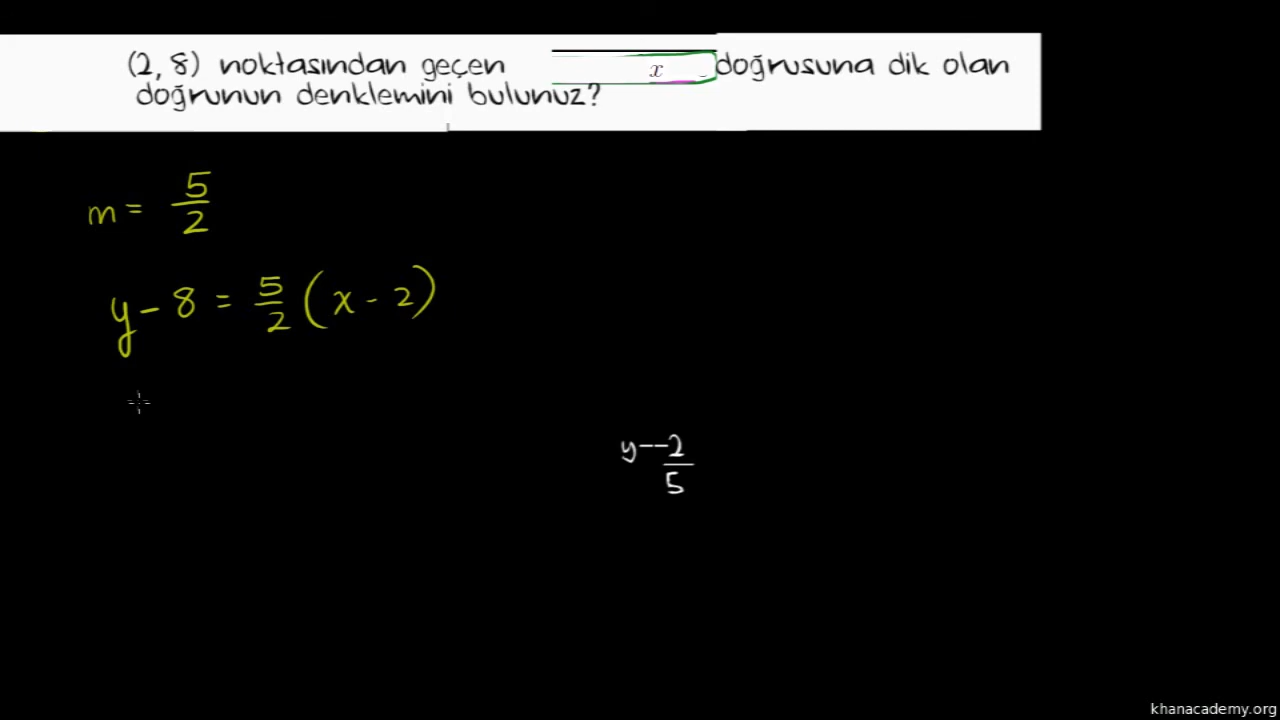 (2, 8) noktasından geçen x doğrusuna dik olan
doğrunun denklemini bulunuz?
m = 5/2
y - 8 = 5/2 (x - 2)
y--2/5
khanacademy.org